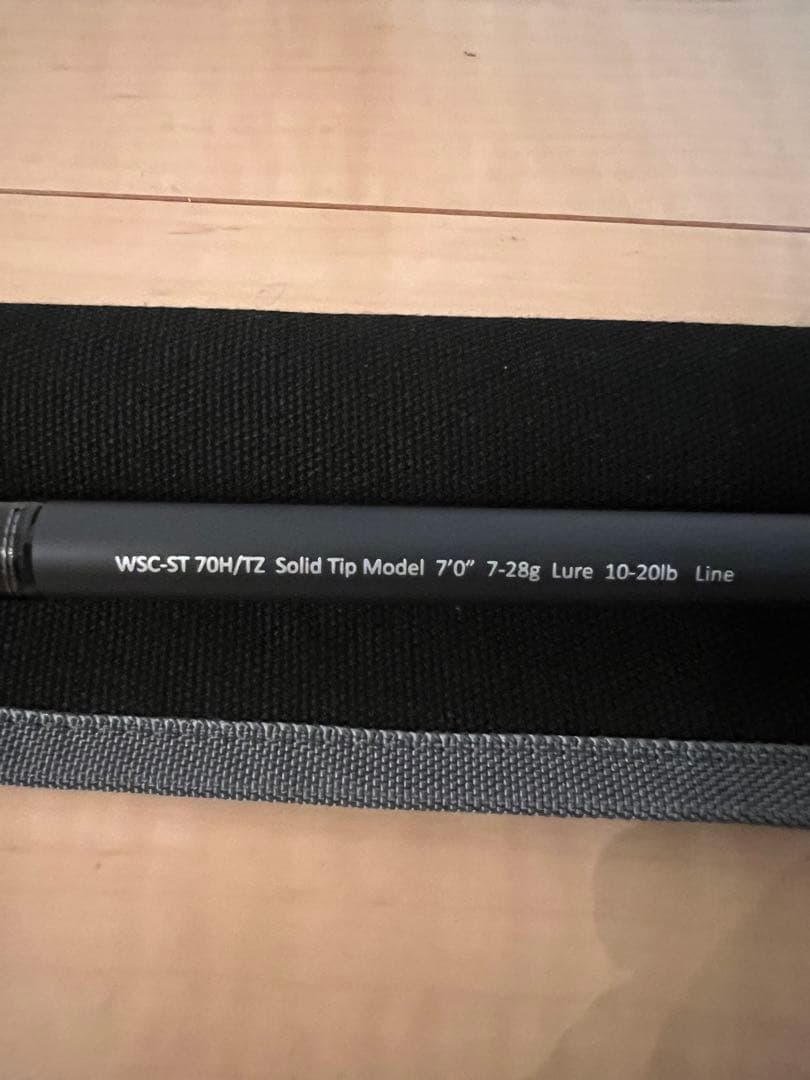 WSC-ST 70H/TZ Solid Tip Model 7'0" 7-28g Lure 10-20lb Line